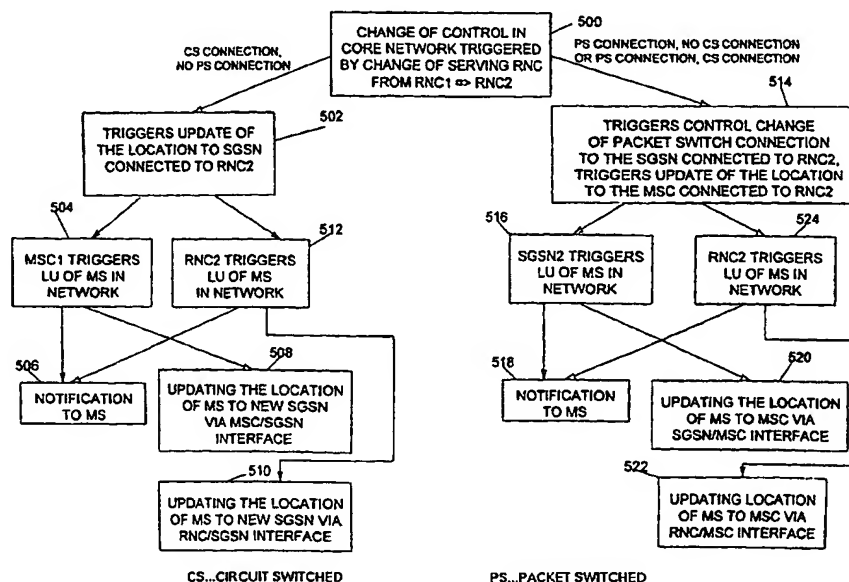 500
CHANGE OF CONTROL IN
CORE NETWORK TRIGGERED
BY CHANGE OF SERVING RNC
FROM RNC1 => RNC2
CS CONNECTION,
NO PS CONNECTION
PS CONNECTION, NO CS CONNECTION
OR PS CONNECTION, CS CONNECTION
502
TRIGGERS UPDATE OF
THE LOCATION TO SGSN
CONNECTED TO RNC2
514
TRIGGERS CONTROL CHANGE
OF PACKET SWITCH CONNECTION
TO THE SGSN CONNECTED TO RNC2,
TRIGGERS UPDATE OF THE LOCATION
TO THE MSC CONNECTED TO RNC2
504
MSC1 TRIGGERS
LU OF MS IN
NETWORK
512
RNC2 TRIGGERS
LU OF MS
IN NETWORK
516
SGSN2 TRIGGERS
LU OF MS IN
NETWORK
524
RNC2 TRIGGERS
LU OF MS IN
NETWORK
506
NOTIFICATION
TO MS
508
UPDATING THE LOCATION
OF MS TO NEW SGSN
VIA MSC/SGSN
INTERFACE
518
NOTIFICATION
TO MS
520
UPDATING THE LOCATION
OF MS TO MSC VIA
SGSN/MSC INTERFACE
510
UPDATING THE LOCATION
OF MS TO NEW SGSN VIA
RNC/SGSN INTERFACE
522
UPDATING LOCATION
OF MS TO MSC VIA
RNC/MSC INTERFACE
CS...CIRCUIT SWITCHED
PS...PACKET SWITCHED